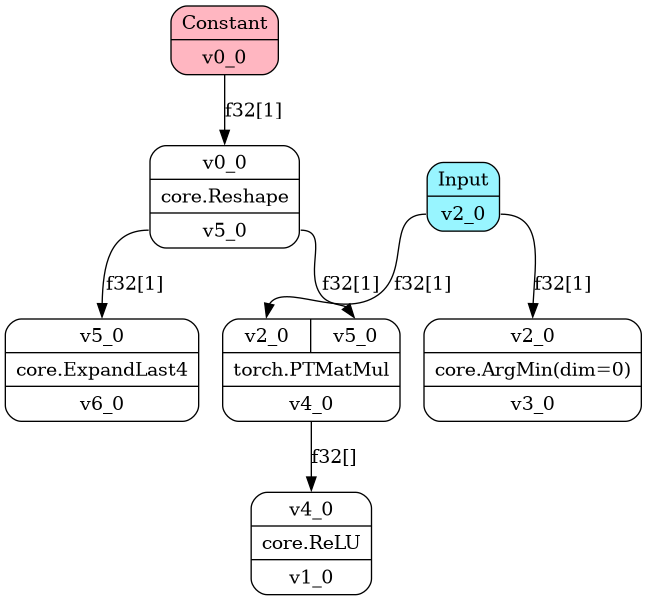 Constant
v0_0
f32[1]
v0_0
core.Reshape
v5_0
Input
v2_0
f32[1]
f32[1]
f32[1]
f32[1]
v5_0
core.ExpandLast4
v6_0
v2_0
v5_0
torch.PTMatMul
v4_0
v2_0
core.ArgMin(dim=0)
v3_0
f32[]
v4_0
core.ReLU
v1_0